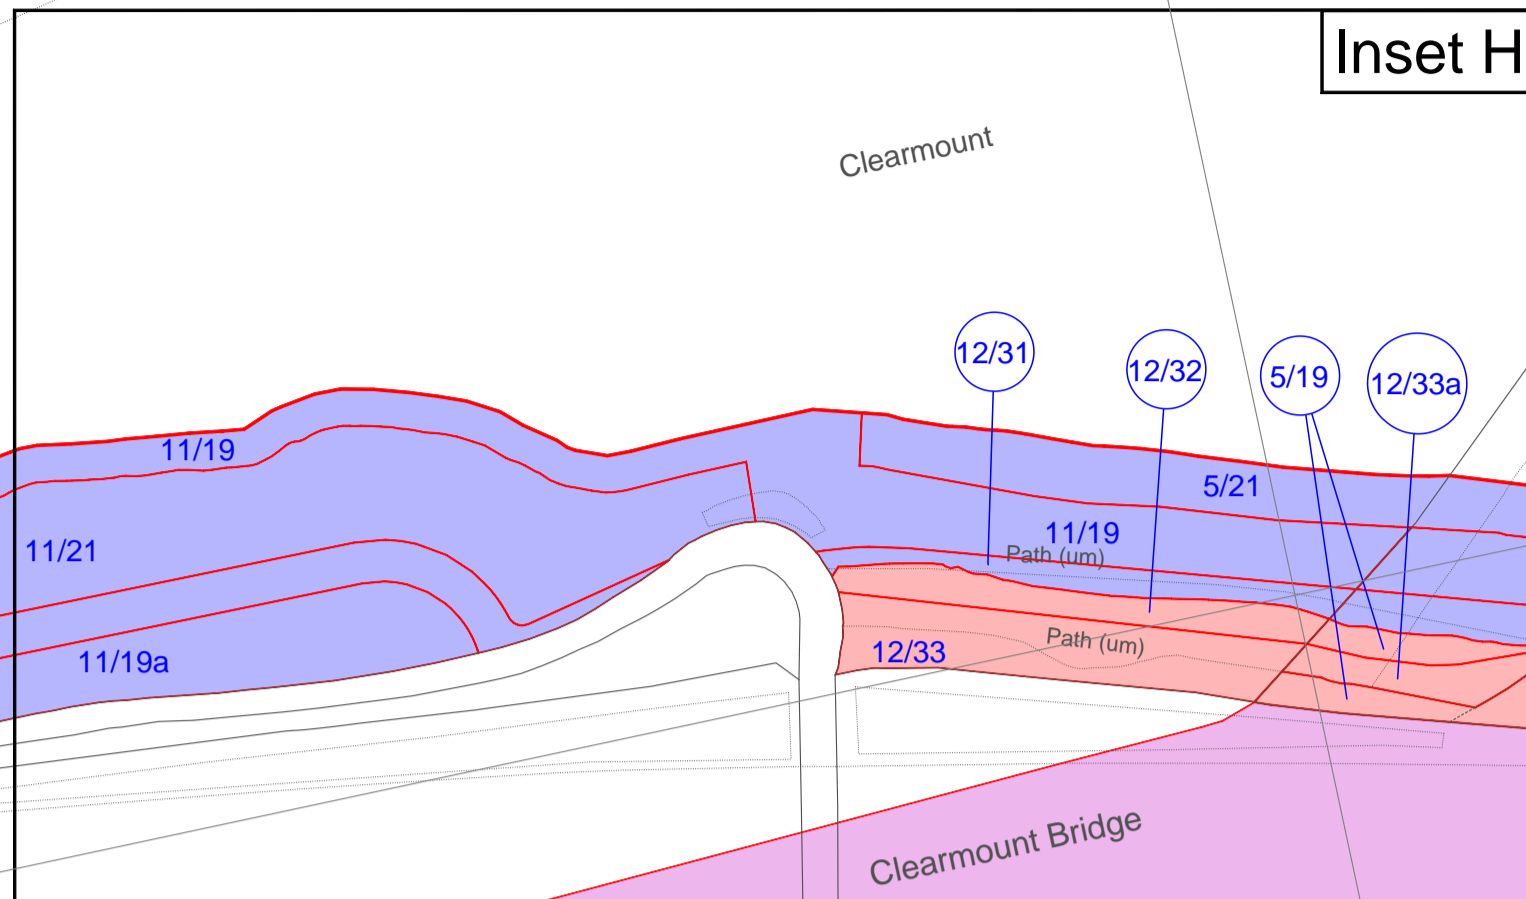 Inset H
Clearmount
12/31
12/32
5/19
12/33a
11/19
5/21
11/21
11/19
Path (um)
Path (um)
12/33
11/19a
Clearmount Bridge